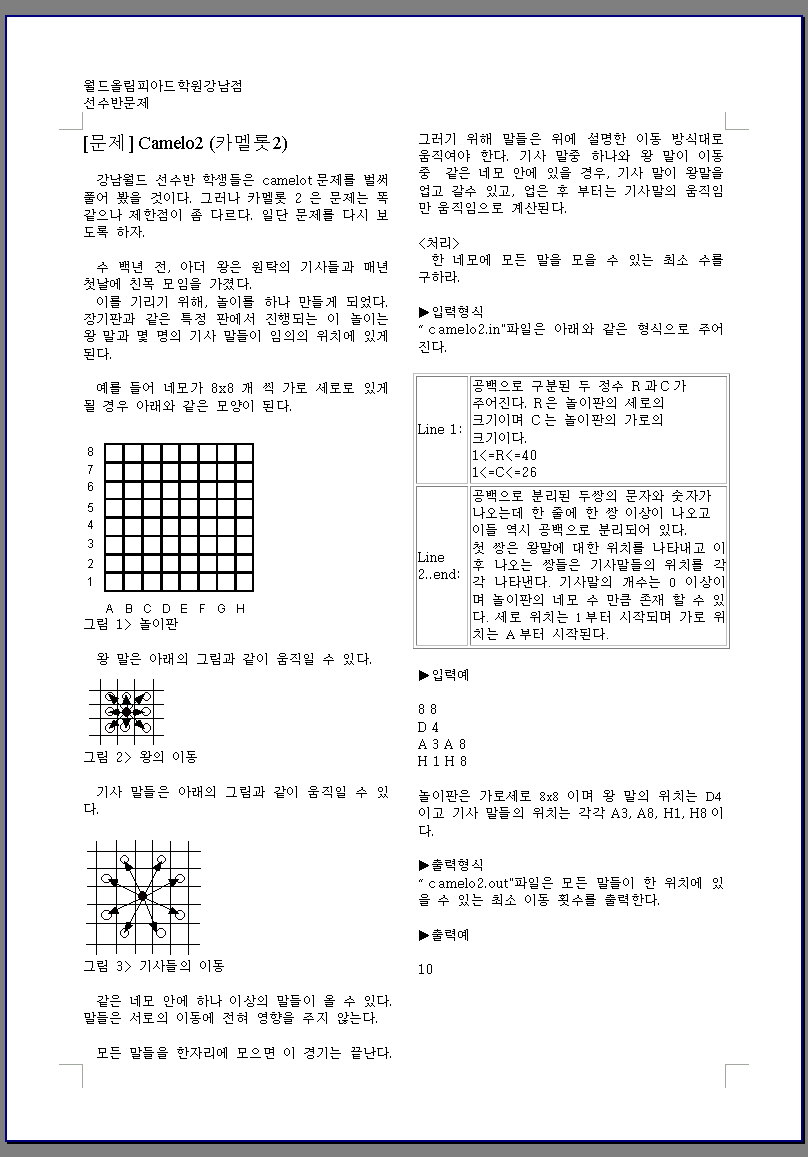 월드올림피아드학원강남점
선수반문제
[문제] Camelo2 (카멜롯2)
강남월드 선수반 학생들은 camelot 문제를 벌써
풀어 봤을 것이다. 그러나 카멜롯 2 은 문제는 똑
같으나 제한점이 좀 다르다. 일단 문제를 다시 보
도록 하자.
수 백년 전, 아더 왕은 원탁의 기사들과 매년
첫날에 친목 모임을 가졌다.
이를 기리기 위해, 놀이를 하나 만들게 되었다.
장기판과 같은 특정 판에서 진행되는 이 놀이는
왕 말과 몇 명의 기사 말들이 임의의 위치에 있게
된다.
예를 들어 네모가 8x8 개 씩 가로 세로로 있게
될 경우 아래와 같은 모양이 된다.
8
7
6
5
4
3
2
1
A B C D E F G H
그림 1> 놀이판
왕 말은 아래의 그림과 같이 움직일 수 있다.
그림 2> 왕의 이동
기사 말들은 아래의 그림과 같이 움직일 수 있
다.
그림 3> 기사들의 이동
같은 네모 안에 하나 이상의 말들이 올 수 있다.
말들은 서로의 이동에 전혀 영향을 주지 않는다.
모든 말들을 한자리에 모으면 이 경기는 끝난다.
그러기 위해 말들은 위에 설명한 이동 방식대로
움직여야 한다. 기사 말중 하나와 왕 말이 이동
중 같은 네모 안에 있을 경우, 기사 말이 왕말을
업고 갈수 있고, 업은 후 부터는 기사말의 움직임
만 움직임으로 계산된다.
<처리>
한 네모에 모든 말을 모을 수 있는 최소 수를
구하라.
▶입력형식
“ camelo2.in”파일은 아래와 같은 형식으로 주어
진다.
Line 1:
공백으로 구분된 두 정수 R 과 C 가
주어진다. R 은 놀이판의 세로의
크기이며 C 는 놀이판의 가로의
크기이다.
1<=R<=40
1<=C<=26
Line
2..end:
공백으로 분리된 두쌍의 문자와 숫자가
나오는데 한 줄에 한 쌍 이상이 나오고
이들 역시 공백으로 분리되어 있다.
첫 쌍은 왕말에 대한 위치를 나타내고 이
후 나오는 쌍들은 기사말들의 위치를 각
각 나타낸다. 기사말의 개수는 0 이상이
며 놀이판의 네모 수 만큼 존재 할 수 있
다. 세로 위치는 1 부터 시작되며 가로 위
치는 A 부터 시작된다.
▶입력예
8 8
D 4
A 3 A 8
H 1 H 8
놀이판은 가로세로 8x8 이며 왕 말의 위치는 D4
이고 기사 말들의 위치는 각각 A3, A8, H1, H8 이
다.
▶출력형식
“ camelo2.out”파일은 모든 말들이 한 위치에 있
을 수 있는 최소 이동 횟수를 출력한다.
▶출력예
10